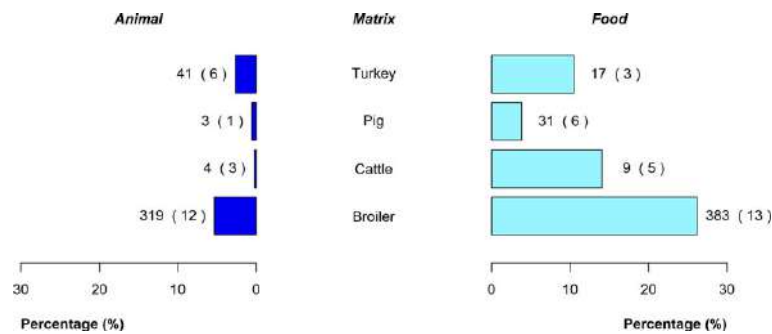 Animal Matrix Food
41 ( 6 ) Turkey 17 ( 3 )
3 ( 1 ) Pig 31 ( 6 )
4 ( 3 ) Cattle 9 ( 5 )
319 ( 12 ) Broiler 383 ( 13 )
30 20 10 0 0 10 20 30
Percentage (%) Percentage (%)